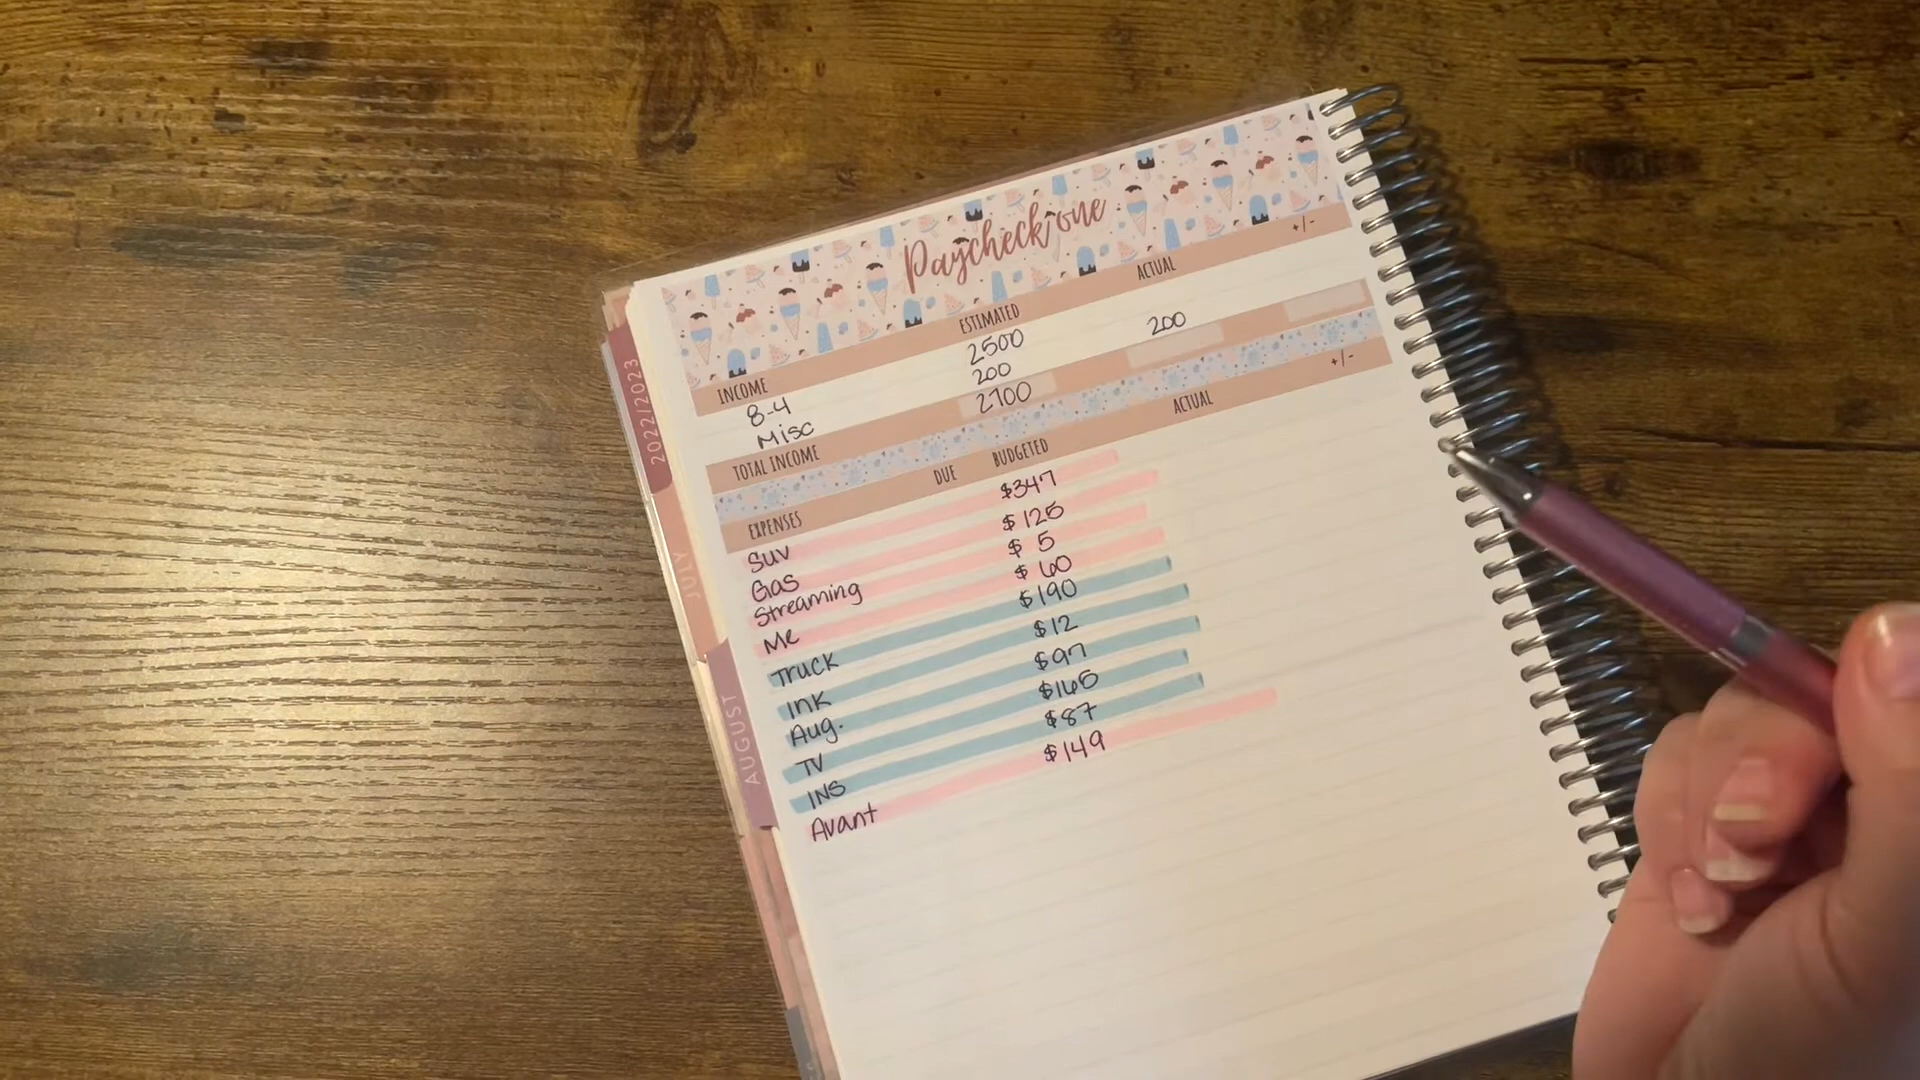 Paycheck one
INCOME ESTIMATED ACTUAL +/-
8-4 2500
Misc 200 200
TOTAL INCOME 2700
EXPENSES DUE BUDGETED ACTUAL +/-
Suv $347
Gas $125
Streaming $ 5
Me $ 60
Truck $190
Ink $12
Aug. $97
TV $165
INS $87
Avant $149
2022/2023
JULY
AUGUST